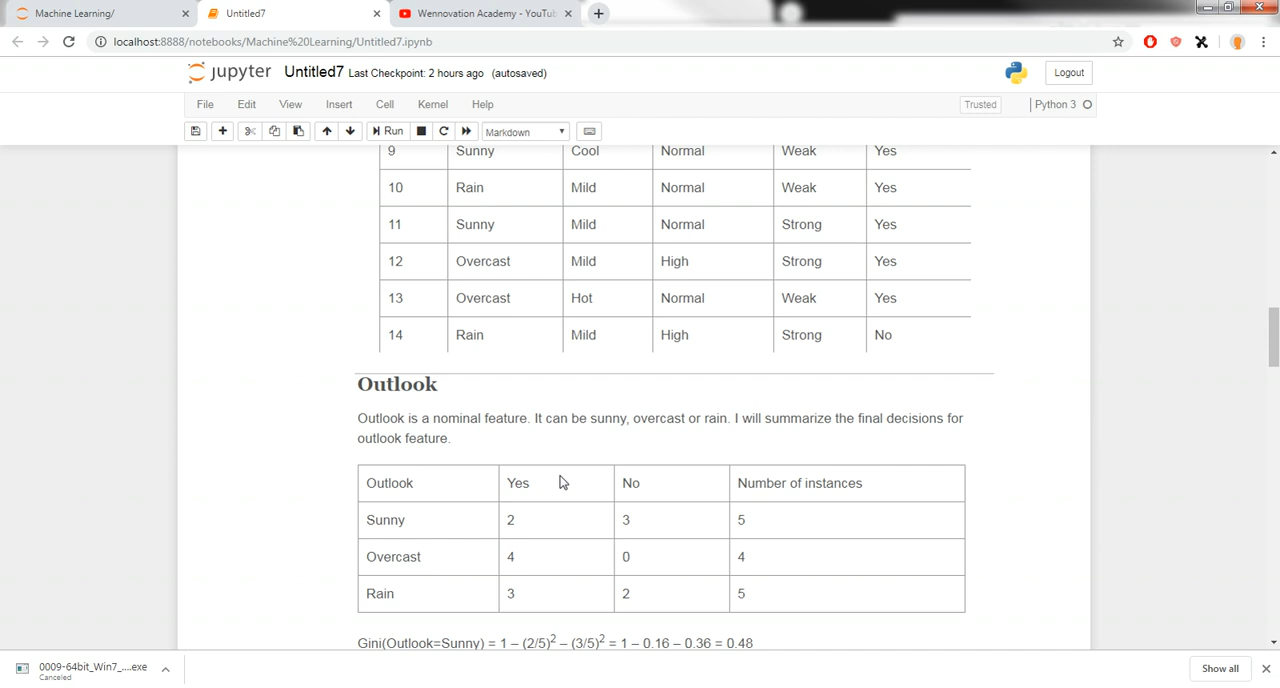 Machine Learning/ × Untitled7 × Wennovation Academy - YouTub × +
localhost:8888/notebooks/Machine%20Learning/Untitled7.ipynb
jupyter Untitled7 Last Checkpoint: 2 hours ago (autosaved) Logout
File Edit View Insert Cell Kernel Help Trusted Python 3
Run Markdown
9 Sunny Cool Normal Weak Yes
10 Rain Mild Normal Weak Yes
11 Sunny Mild Normal Strong Yes
12 Overcast Mild High Strong Yes
13 Overcast Hot Normal Weak Yes
14 Rain Mild High Strong No
Outlook
Outlook is a nominal feature. It can be sunny, overcast or rain. I will summarize the final decisions for
outlook feature.
Outlook Yes No Number of instances
Sunny 2 3 5
Overcast 4 0 4
Rain 3 2 5
Gini(Outlook=Sunny) = 1 – (2/5)² – (3/5)² = 1 – 0.16 – 0.36 = 0.48
0009-64bit_Win7_....exe
Canceled
Show all